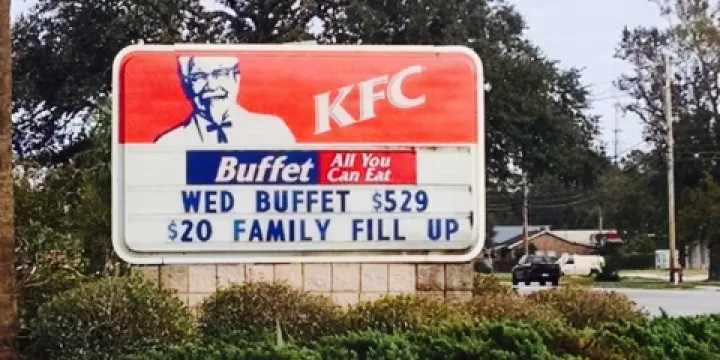 KFC
Buffet All You
Can Eat
WED BUFFET $529
$20 FAMILY FILL UP